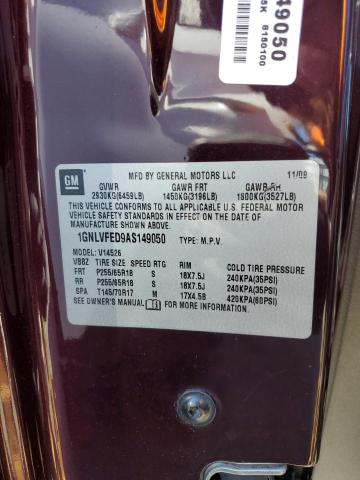 49050
5K 8150100
GM
MFD BY GENERAL MOTORS LLC 11/09
GVWR GAWR FRT GAWR RR
2930KG(6459LB) 1450KG(3196LB) 1600KG(3527LB)
THIS VEHICLE CONFORMS TO ALL APPLICABLE U.S. FEDERAL MOTOR
VEHICLE SAFETY STANDARDS IN EFFECT ON THE DATE OF
MANUFACTURE SHOWN ABOVE.
1GNLVFED9AS149050 TYPE: M.P.V.
V14526
VBBZ TIRE SIZE SPEED RTG RIM COLD TIRE PRESSURE
FRT P255/65R18 S 18X7.5J 240KPA(35PSI)
RR P255/65R18 S 18X7.5J 240KPA(35PSI)
SPA T145/70R17 M 17X4.5B 420KPA(60PSI)
SEE OWNER'S MANUAL FOR MORE INFORMATION.